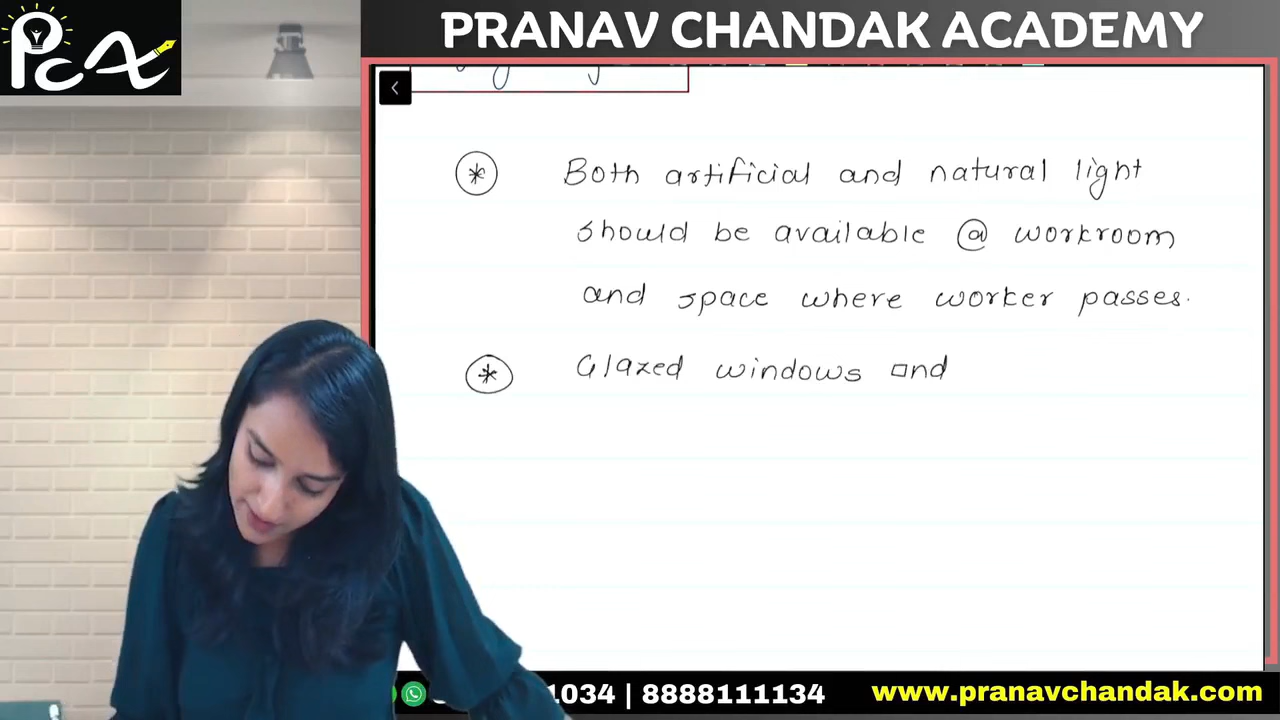 PCA
PRANAV CHANDAK ACADEMY
Both artificial and natural light
should be available @ workroom
and space where worker passes.
Glazed windows and
1034 | 8888111134
www.pranavchandak.com